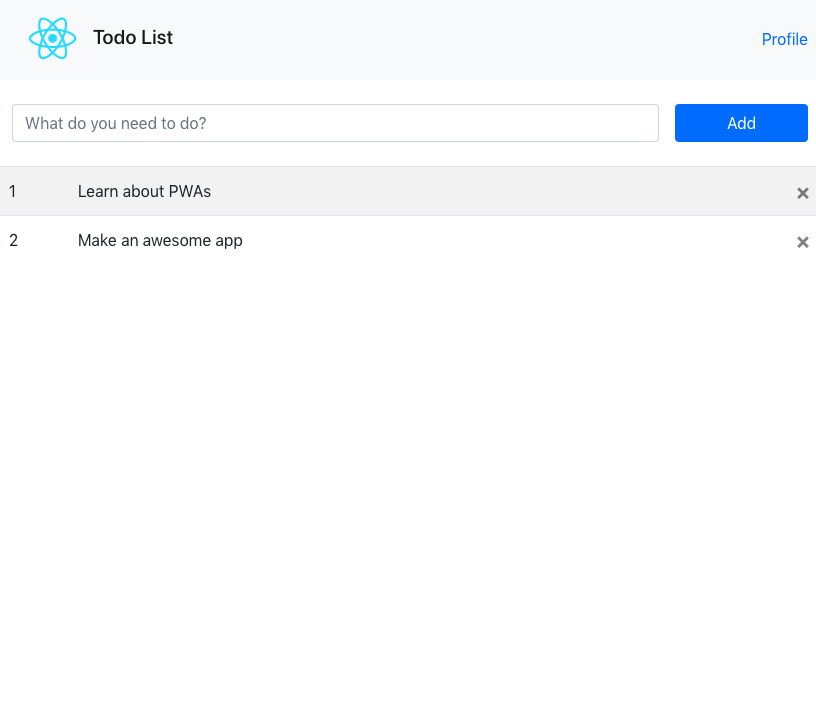 Todo List
Profile
What do you need to do?
Add
1 Learn about PWAs ×
2 Make an awesome app ×